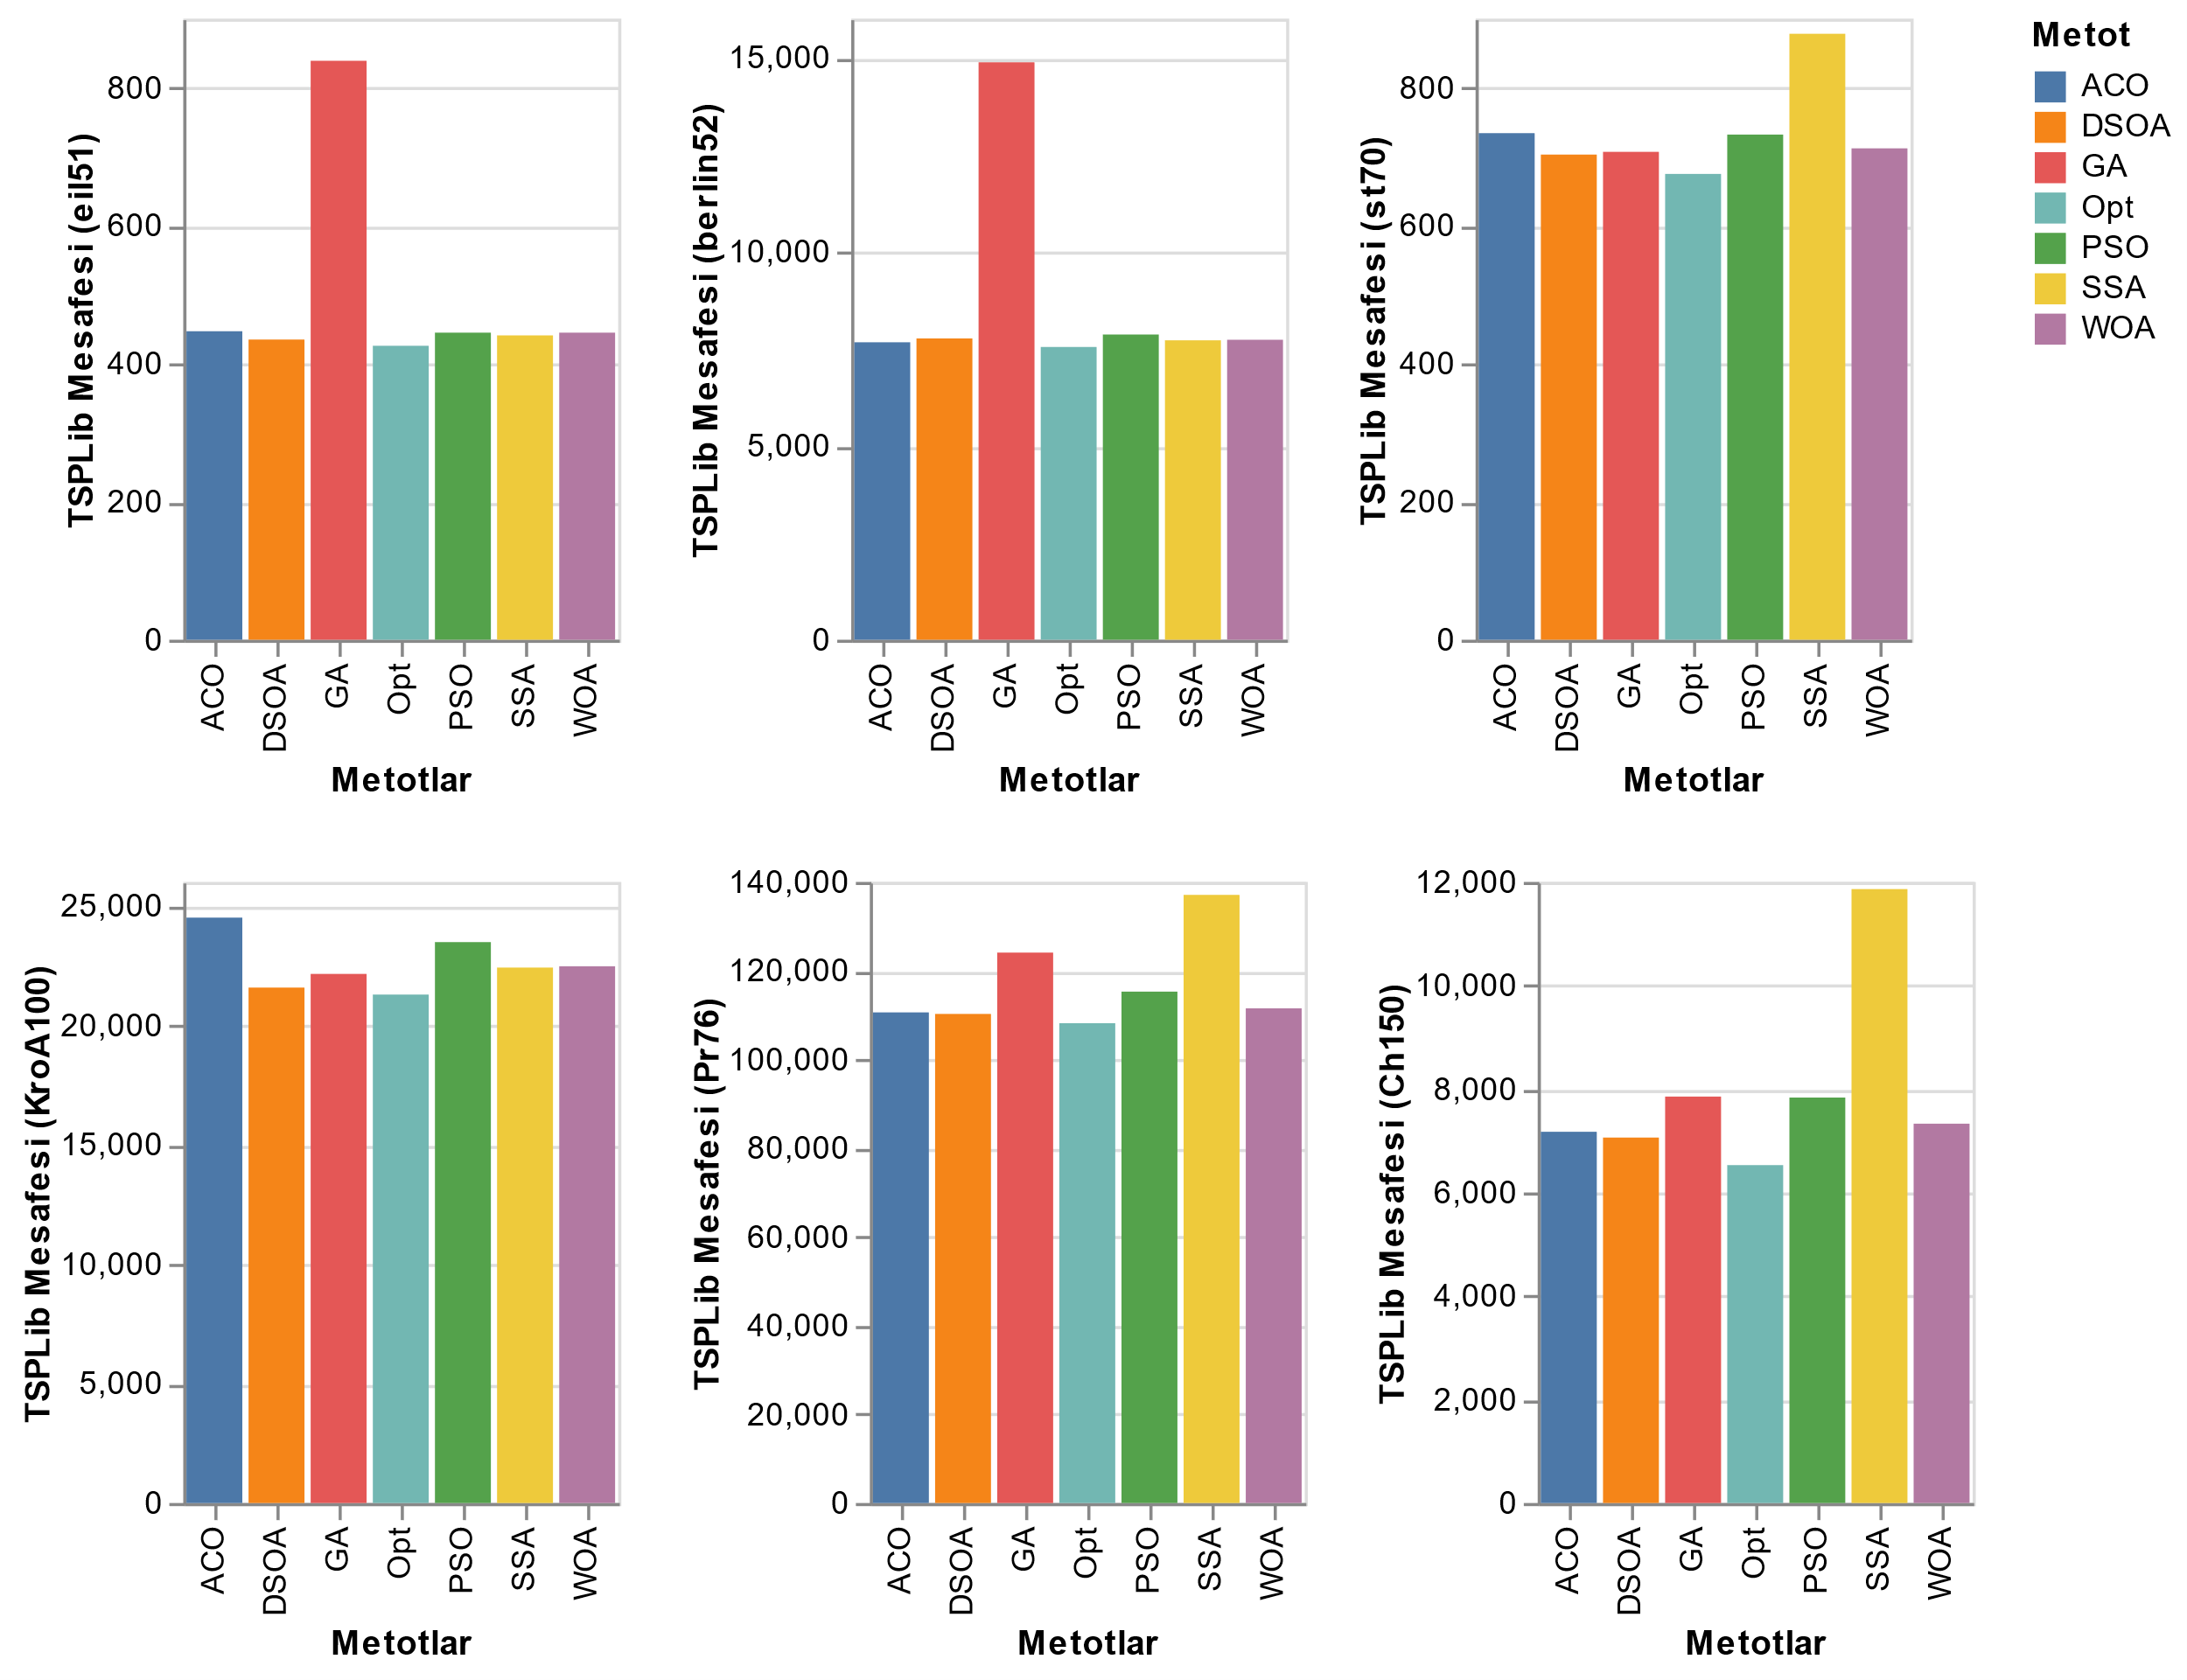 TSPLib Mesafesi (eil51)
800
600
400
200
0
ACO
DSOA
GA
Opt
PSO
SSA
WOA
Metotlar
TSPLib Mesafesi (berlin52)
15,000
10,000
5,000
0
ACO
DSOA
GA
Opt
PSO
SSA
WOA
Metotlar
TSPLib Mesafesi (st70)
800
600
400
200
0
ACO
DSOA
GA
Opt
PSO
SSA
WOA
Metotlar
Metot
ACO
DSOA
GA
Opt
PSO
SSA
WOA
TSPLib Mesafesi (KroA100)
25,000
20,000
15,000
10,000
5,000
0
ACO
DSOA
GA
Opt
PSO
SSA
WOA
Metotlar
TSPLib Mesafesi (Pr76)
140,000
120,000
100,000
80,000
60,000
40,000
20,000
0
ACO
DSOA
GA
Opt
PSO
SSA
WOA
Metotlar
TSPLib Mesafesi (Ch150)
12,000
10,000
8,000
6,000
4,000
2,000
0
ACO
DSOA
GA
Opt
PSO
SSA
WOA
Metotlar